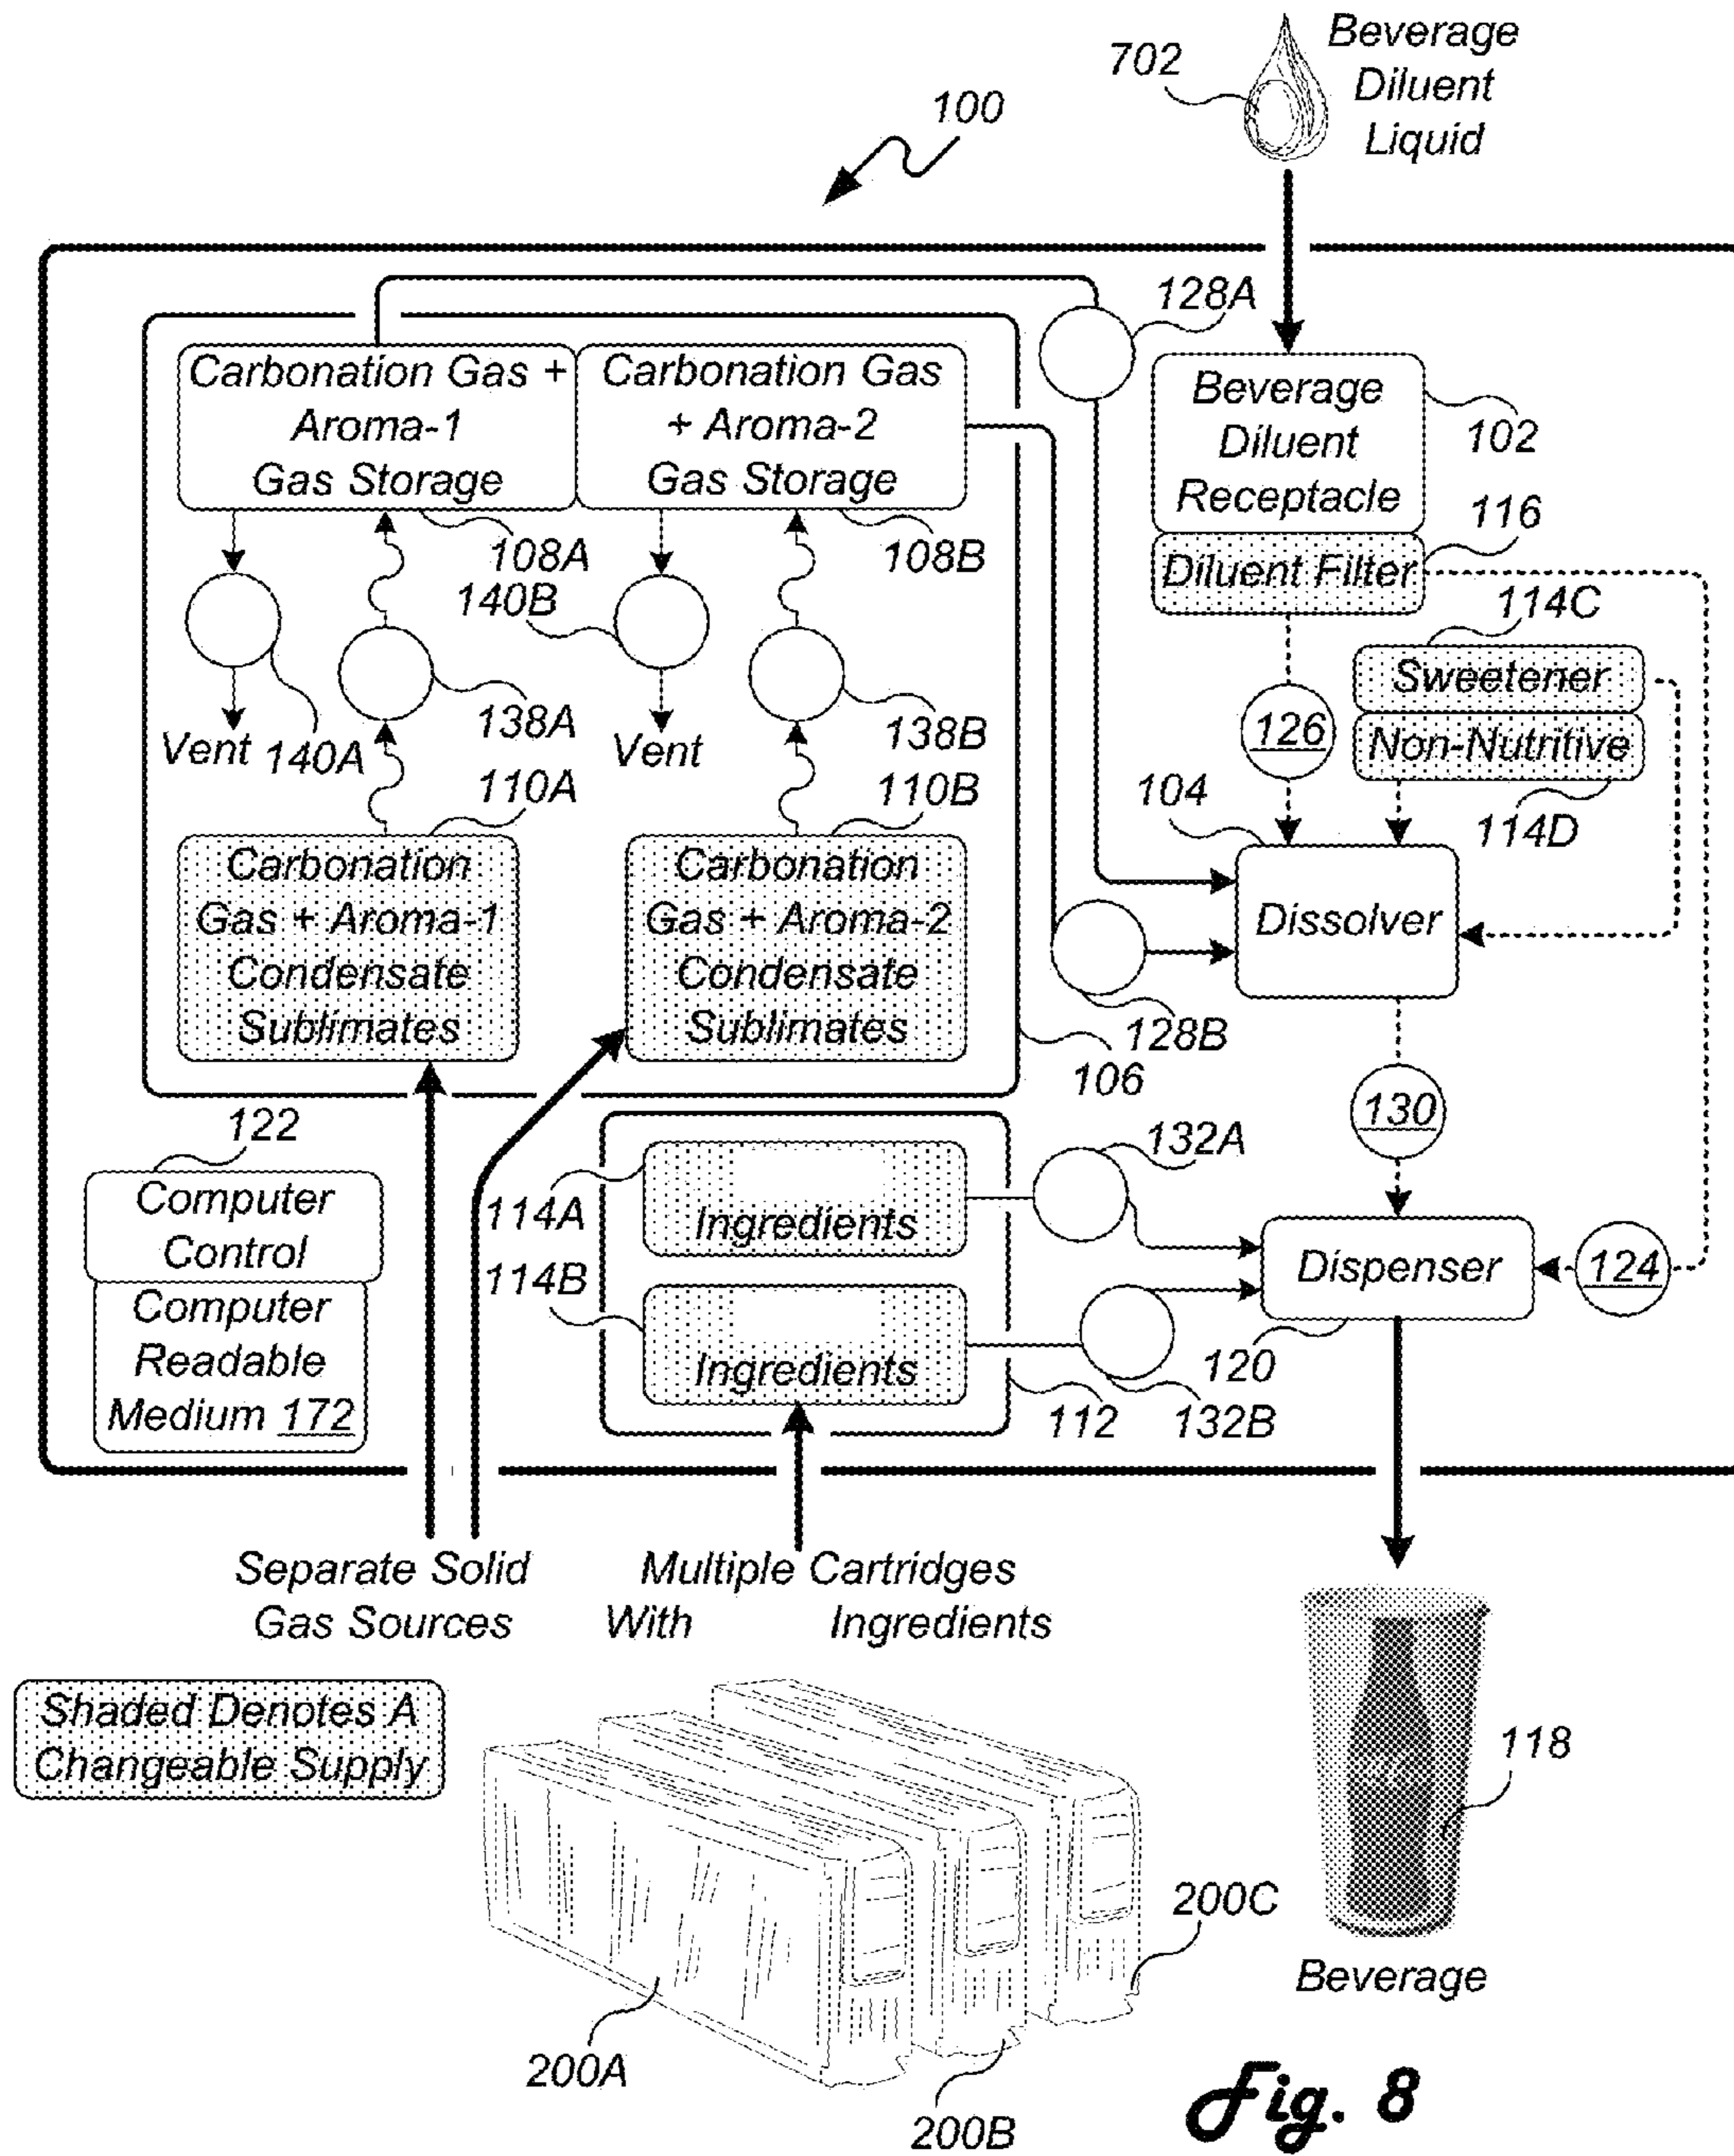 702
Beverage
Diluent
Liquid
100
128A
Carbonation Gas +
Aroma-1
Gas Storage
Carbonation Gas
+ Aroma-2
Gas Storage
Beverage
Diluent
Receptacle
102
116
Diluent Filter
108A
108B
140B
114C
Sweetener
Non-Nutritive
126
138A
138B
Vent
140A
Vent
110A
110B
104
114D
Carbonation
Gas + Aroma-1
Condensate
Sublimates
Carbonation
Gas + Aroma-2
Condensate
Sublimates
Dissolver
128B
106
130
122
132A
Computer
Control
114A
Ingredients
114B
Dispenser
124
Computer
Readable
Medium 172
Ingredients
120
112
132B
Separate Solid
Gas Sources
Multiple Cartridges
With Ingredients
Shaded Denotes A
Changeable Supply
118
200C
Beverage
200A
200B
Fig. 8